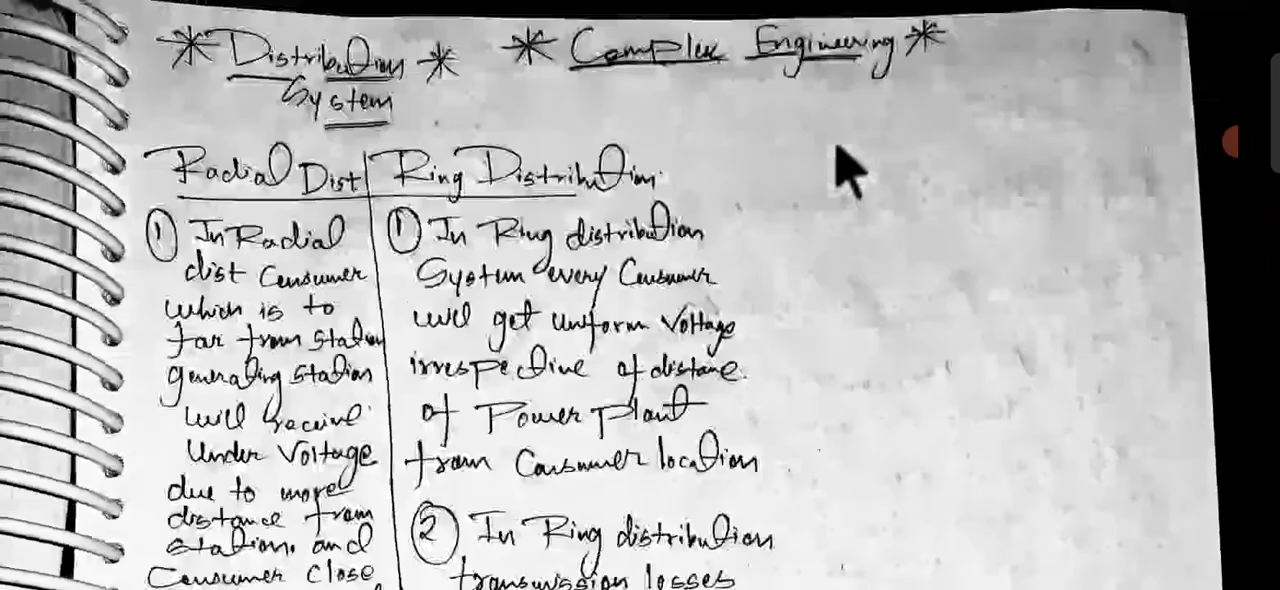 * Distribution * * Complex Engineering *
System
Radial Dist
① In Radial
dist Consumer
which is to
far from station
generating station
will receive
Under Voltage
due to more
distance from
station. and
Consumer Close
Ring Distribution
① In Ring distribution
System every Consumer
will get uniform Voltage
irrespective of distance.
of Power plant
from Consumer location
② In Ring distribution
transmission losses